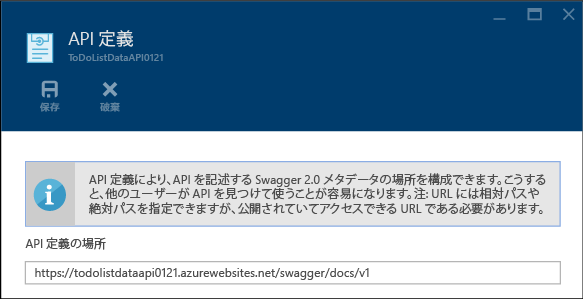 API 定義
ToDoListDataAPI0121
保存
破棄
API 定義により、API を記述する Swagger 2.0 メタデータの場所を構成できます。こうする
と、他のユーザーが API を見つけて使うことが容易になります。注: URL には相対パスや
絶対パスを指定できますが、公開されていてアクセスできる URL である必要があります。
API 定義の場所
https://todolistdataapi0121.azurewebsites.net/swagger/docs/v1